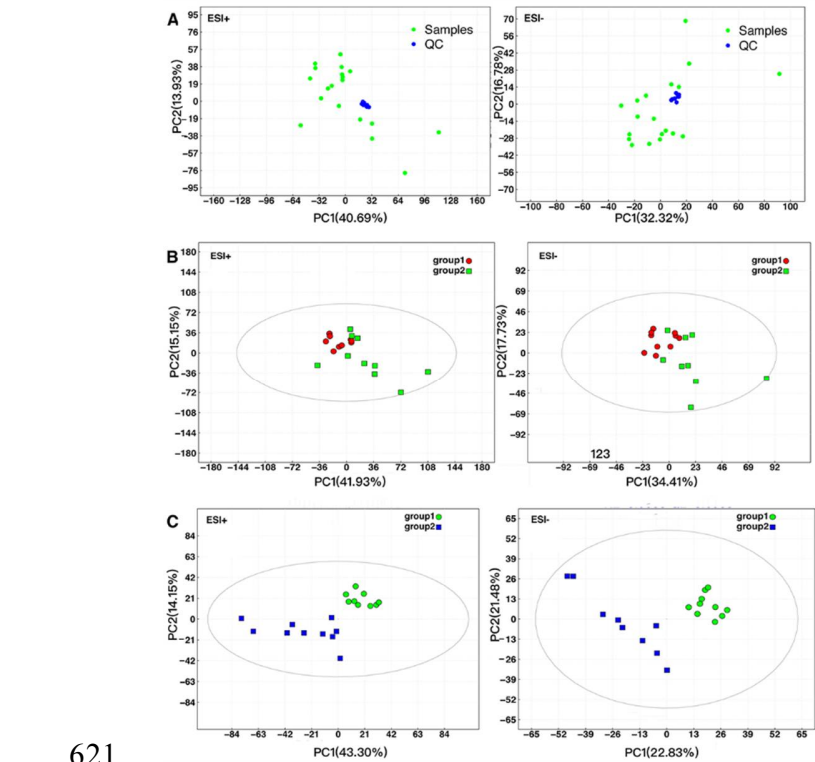 A
ESI+
Samples
QC
PC2(13.93%)
95
76
57
38
19
0
−19
−38
−57
−76
−95
−160 −128 −96 −64 −32 0 32 64 96 128 160
PC1(40.69%)
ESI-
Samples
QC
PC2(16.78%)
70
56
42
28
14
0
−14
−28
−42
−56
−70
−100 −80 −60 −40 −20 0 20 40 60 80 100
PC1(32.32%)
B
ESI+
group1
group2
PC2(15.15%)
180
144
108
72
36
0
−36
−72
−108
−144
−180
−180 −144 −108 −72 −36 0 36 72 108 144 180
PC1(41.93%)
ESI-
group1
group2
PC2(17.73%)
92
69
46
23
0
−23
−46
−69
−92
123
−92 −69 −46 −23 0 23 46 69 92
PC1(34.41%)
C
ESI+
group1
group2
PC2(14.15%)
84
63
42
21
0
−21
−42
−63
−84
−84 −63 −42 −21 0 21 42 63 84
PC1(43.30%)
ESI-
group1
group2
PC2(21.48%)
65
52
39
26
13
0
−13
−26
−39
−52
−65
−65 −52 −39 −26 −13 0 13 26 39 52 65
PC1(22.83%)
621